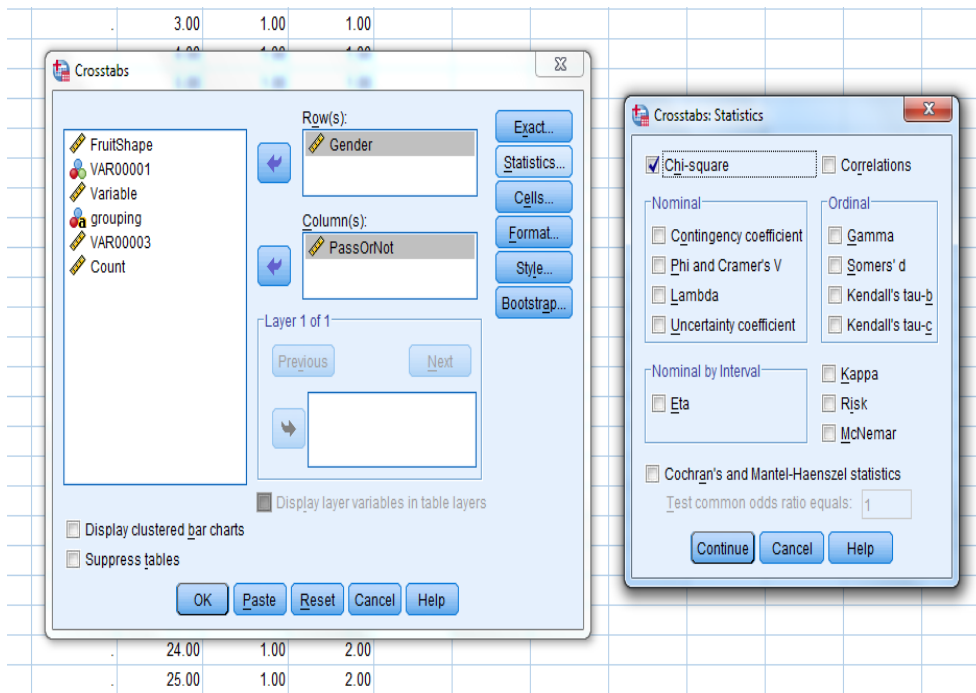 . 3.00 1.00 1.00
Crosstabs
FruitShape
VAR00001
Variable
grouping
VAR00003
Count
Row(s):
Gender
Column(s):
PassOrNot
Layer 1 of 1
Previous
Next
Display layer variables in table layers
Exact...
Statistics...
Cells...
Format...
Style...
Bootstrap...
Display clustered bar charts
Suppress tables
OK
Paste
Reset
Cancel
Help
. 24.00 1.00 2.00
. 25.00 1.00 2.00
Crosstabs: Statistics
Chi-square
Correlations
Nominal
Contingency coefficient
Phi and Cramer's V
Lambda
Uncertainty coefficient
Ordinal
Gamma
Somers' d
Kendall's tau-b
Kendall's tau-c
Nominal by Interval
Eta
Kappa
Risk
McNemar
Cochran's and Mantel-Haenszel statistics
Test common odds ratio equals: 1
Continue
Cancel
Help